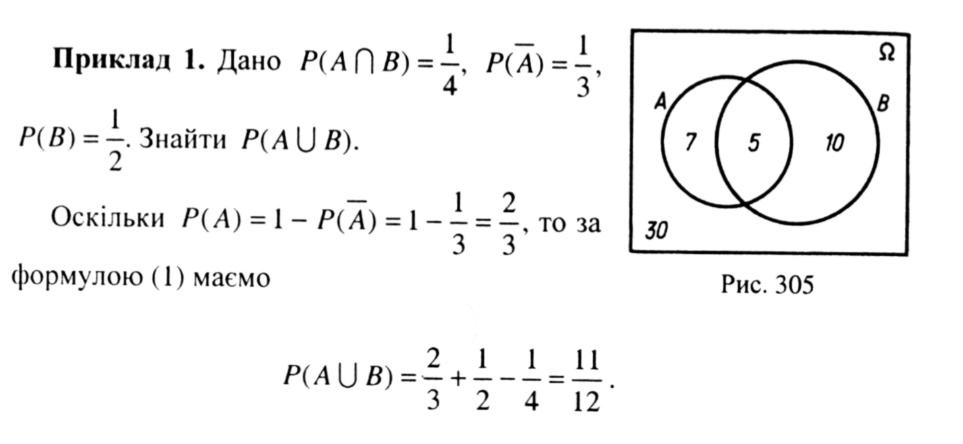 Приклад 1. Дано P(A ⋂ B) = 1/4, P(A̅) = 1/3,
P(B) = 1/2. Знайти P(A ⋃ B).
Оскільки P(A) = 1 − P(A̅) = 1 − 1/3 = 2/3, то за
формулою (1) маємо
P(A ⋃ B) = 2/3 + 1/2 − 1/4 = 11/12.
Ω
A B
7 5 10
30
Рис. 305